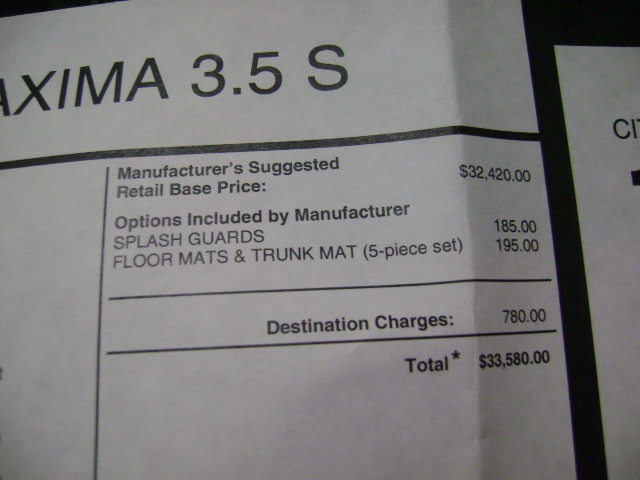 AXIMA 3.5 S
Manufacturer's Suggested
Retail Base Price: $32,420.00
Options Included by Manufacturer
SPLASH GUARDS 185.00
FLOOR MATS & TRUNK MAT (5-piece set) 195.00
Destination Charges: 780.00
Total* $33,580.00
CI